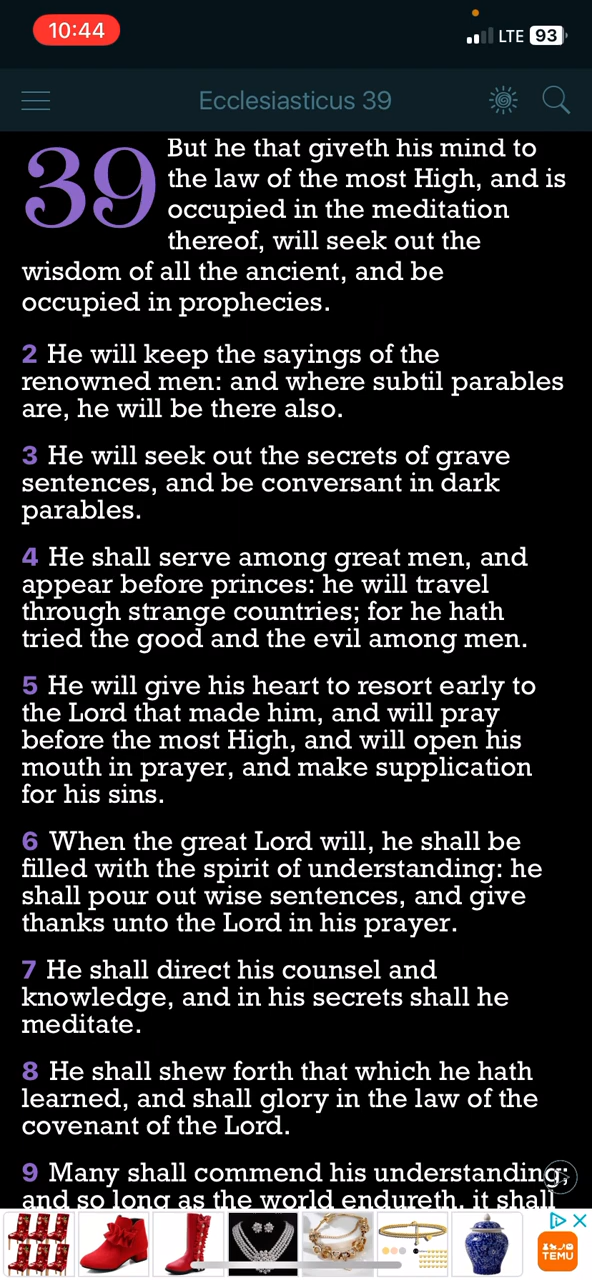 10:44
LTE 93
Ecclesiasticus 39
39 But he that giveth his mind to
the law of the most High, and is
occupied in the meditation
thereof, will seek out the
wisdom of all the ancient, and be
occupied in prophecies.
2 He will keep the sayings of the
renowned men: and where subtil parables
are, he will be there also.
3 He will seek out the secrets of grave
sentences, and be conversant in dark
parables.
4 He shall serve among great men, and
appear before princes: he will travel
through strange countries; for he hath
tried the good and the evil among men.
5 He will give his heart to resort early to
the Lord that made him, and will pray
before the most High, and will open his
mouth in prayer, and make supplication
for his sins.
6 When the great Lord will, he shall be
filled with the spirit of understanding: he
shall pour out wise sentences, and give
thanks unto the Lord in his prayer.
7 He shall direct his counsel and
knowledge, and in his secrets shall he
meditate.
8 He shall shew forth that which he hath
learned, and shall glory in the law of the
covenant of the Lord.
9 Many shall commend his understanding;
and so long as the world endureth, it shall
TEMU